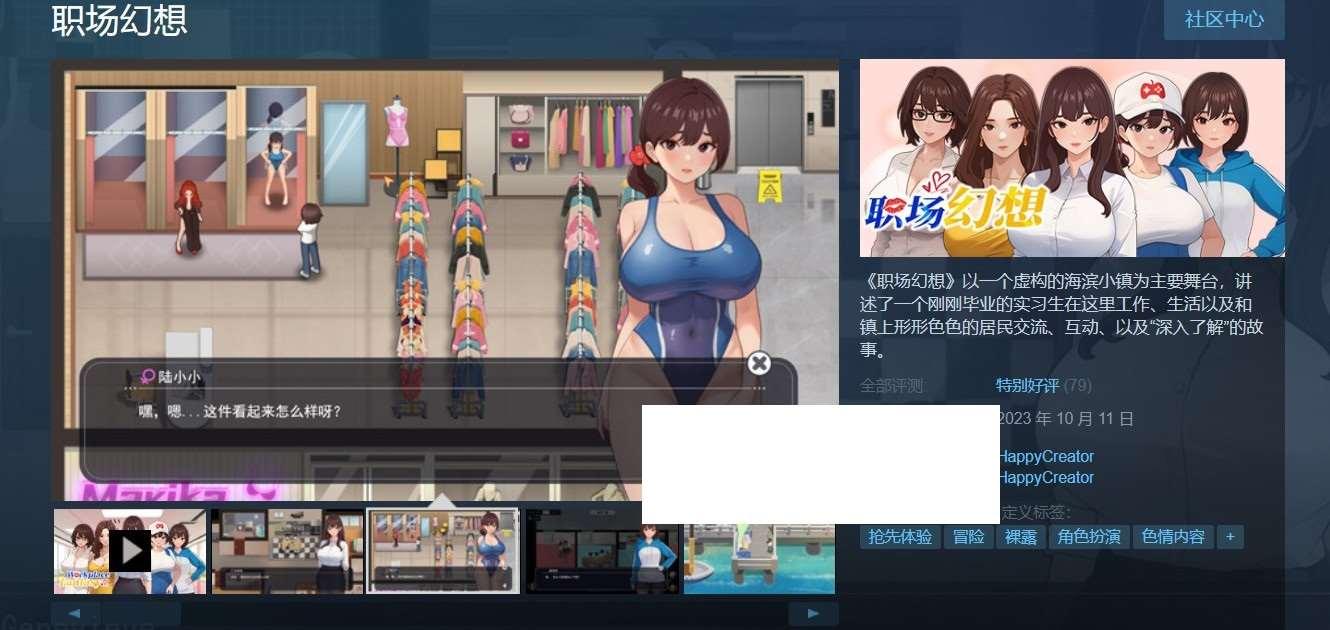 职场幻想
社区中心
陆小小
嘿，嗯...这件看起来怎么样呀？
Marika
职场幻想
《职场幻想》以一个虚构的海滨小镇为主要舞台，讲
述了一个刚刚毕业的实习生在这里工作、生活以及和
镇上形形色色的居民交流、互动、以及“深入了解”的故
事。
全部评测
特别好评 (79)
2023 年 10 月 11 日
HappyCreator
HappyCreator
定义标签：
抢先体验 冒险 裸露 角色扮演 色情内容 +
Workplace